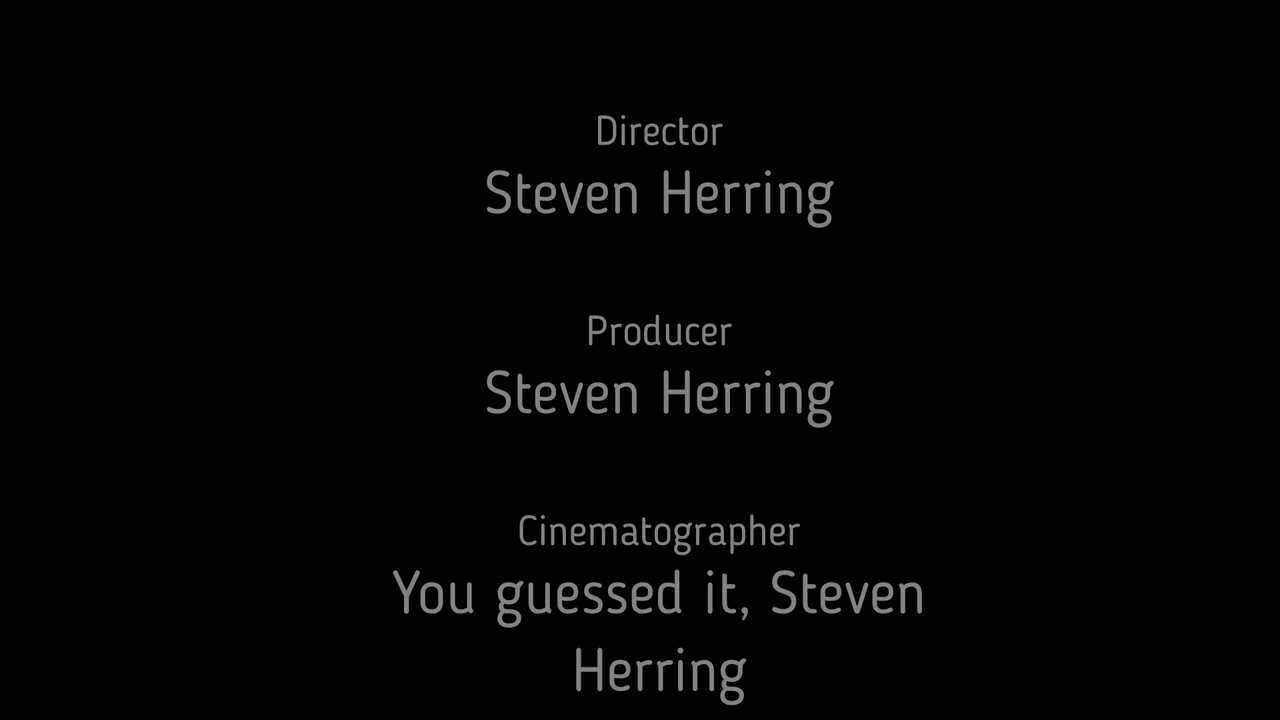 Director
Steven Herring
Producer
Steven Herring
Cinematographer
You guessed it, Steven
Herring